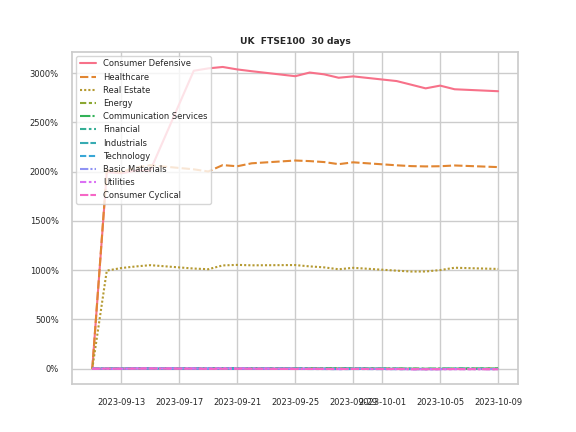 UK FTSE100 30 days
Consumer Defensive
Healthcare
Real Estate
Energy
Communication Services
Financial
Industrials
Technology
Basic Materials
Utilities
Consumer Cyclical
3000%
2500%
2000%
1500%
1000%
500%
0%
2023-09-13 2023-09-17 2023-09-21 2023-09-25 2023-09-29 2023-10-01 2023-10-05 2023-10-09